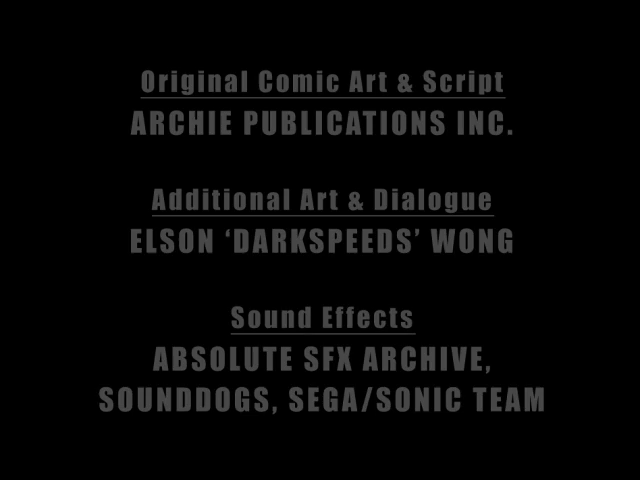 Original Comic Art & Script
ARCHIE PUBLICATIONS INC.
Additional Art & Dialogue
ELSON ‘DARKSPEEDS’ WONG
Sound Effects
ABSOLUTE SFX ARCHIVE,
SOUNDDOGS, SEGA/SONIC TEAM